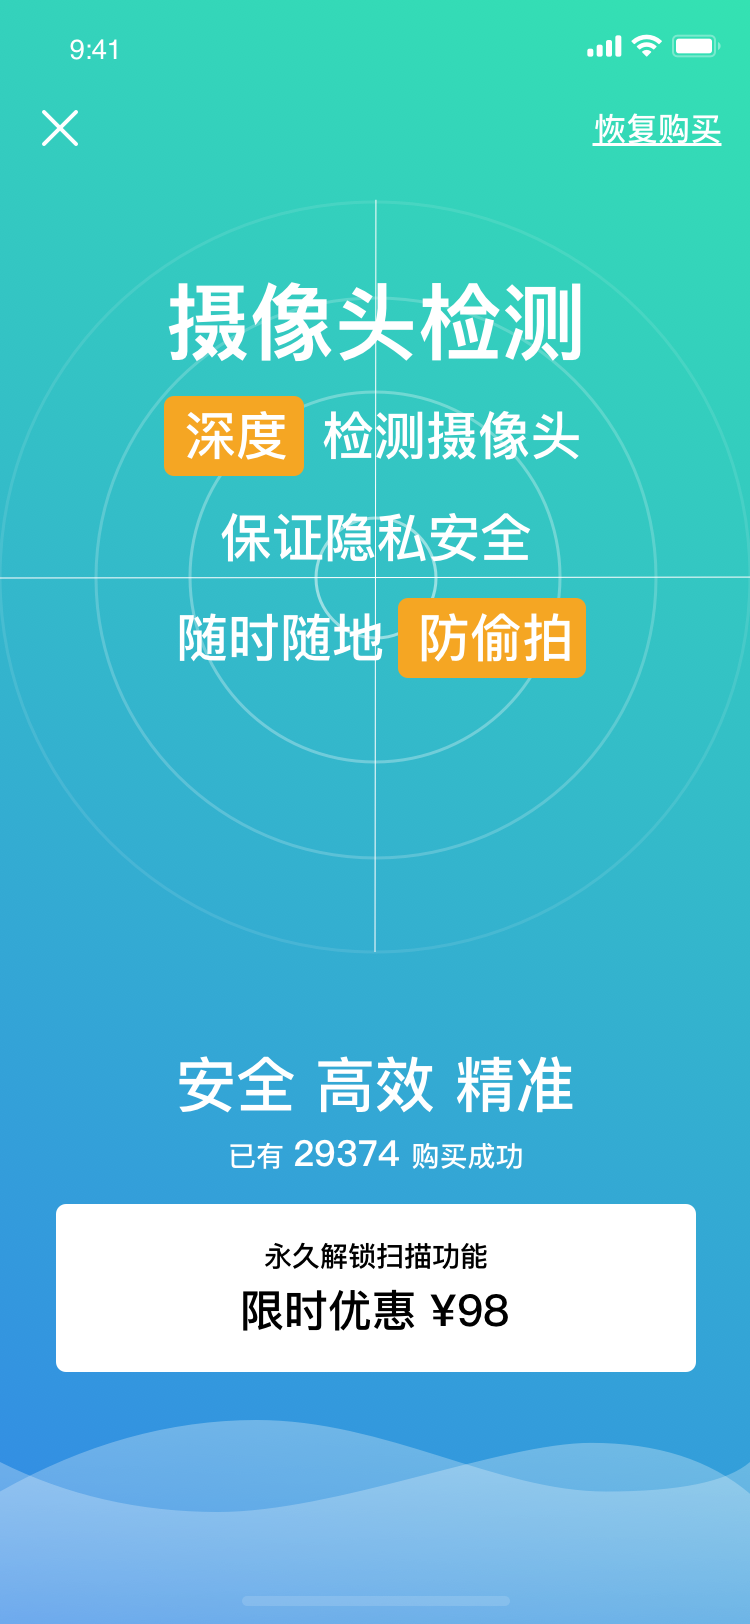 9:41
恢复购买
摄像头检测
深度 检测摄像头
保证隐私安全
随时随地 防偷拍
安全 高效 精准
已有 29374 购买成功
永久解锁扫描功能
限时优惠 ¥98